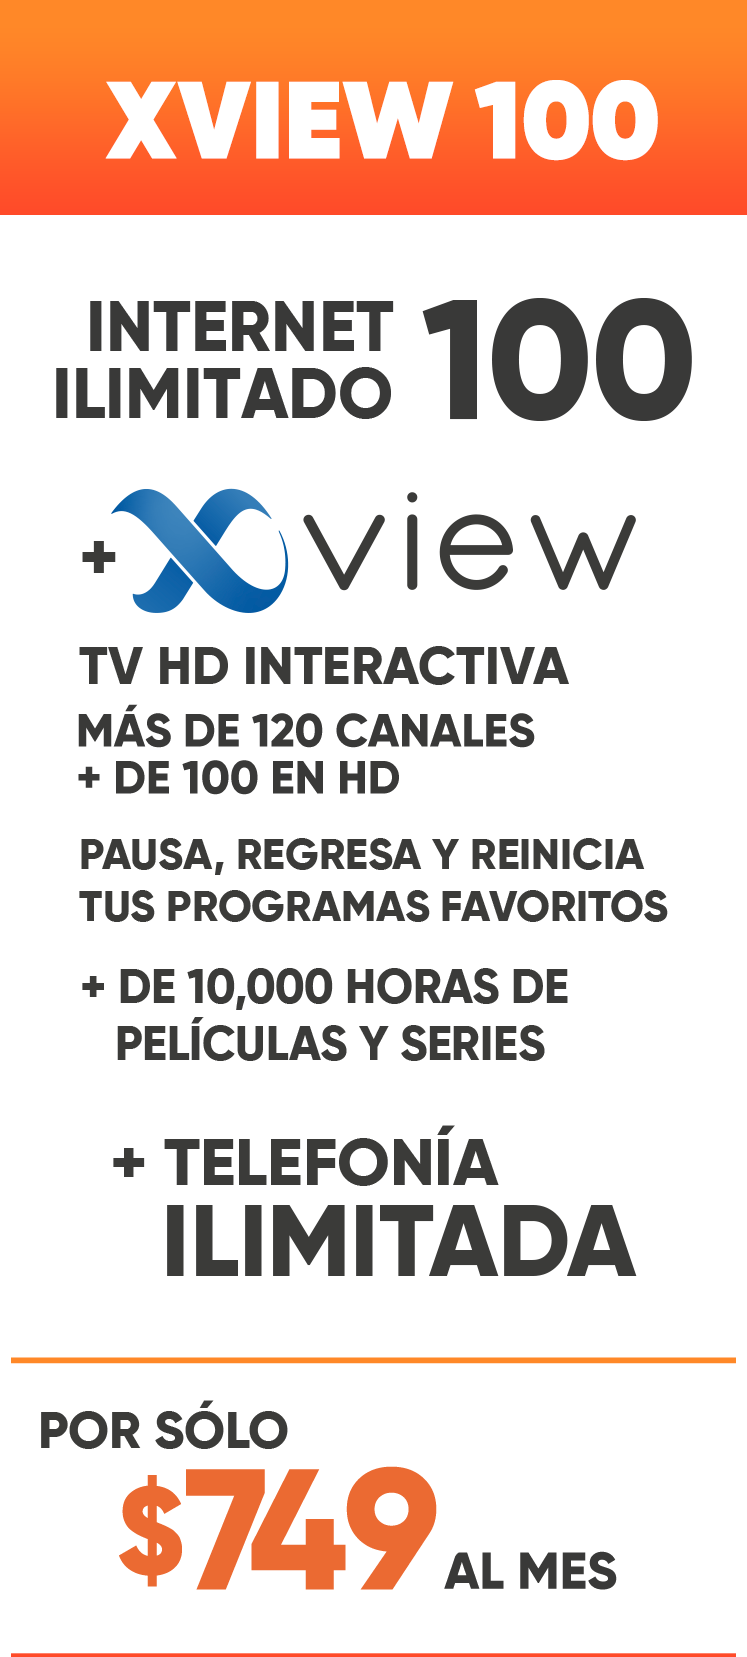 XVIEW 100
INTERNET
ILIMITADO 100
+ Xview
TV HD INTERACTIVA
MÁS DE 120 CANALES
+ DE 100 EN HD
PAUSA, REGRESA Y REINICIA
TUS PROGRAMAS FAVORITOS
+ DE 10,000 HORAS DE
PELÍCULAS Y SERIES
+ TELEFONÍA
ILIMITADA
POR SÓLO
$749 AL MES